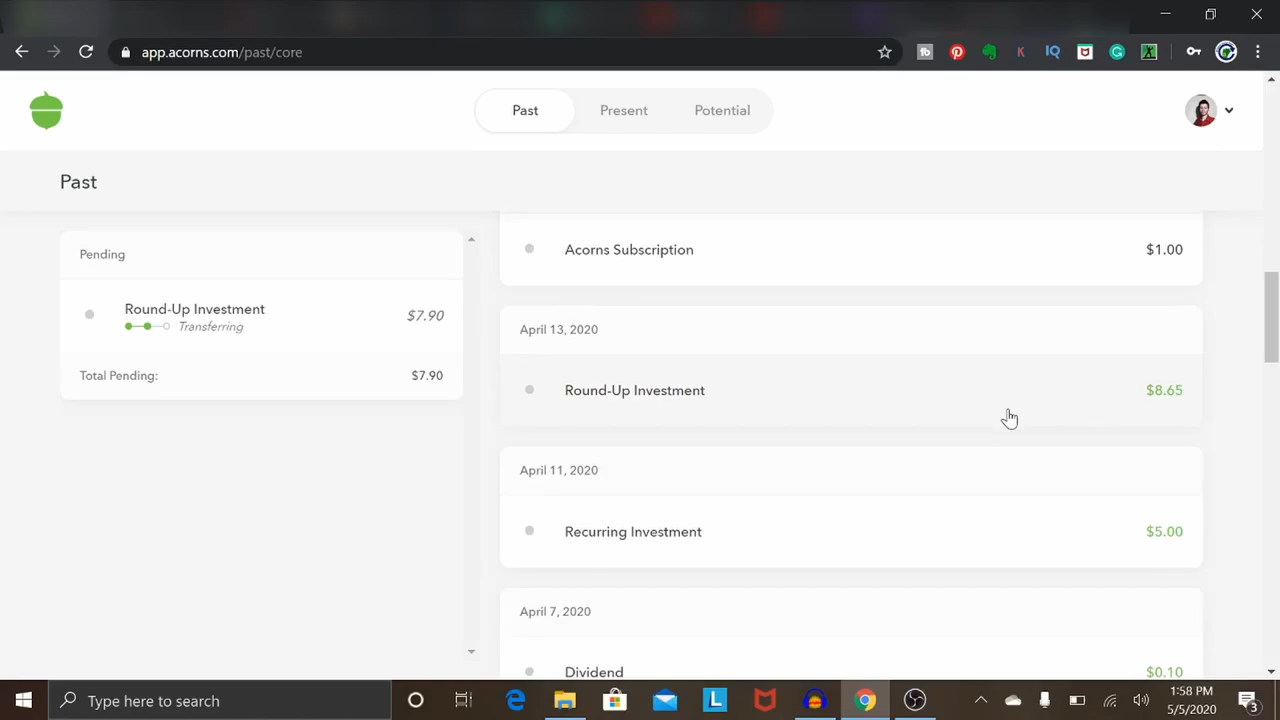 app.acorns.com/past/core
Past
Present
Potential
Past
Pending
Round-Up Investment
$7.90
Transferring
Total Pending:
$7.90
Acorns Subscription
$1.00
April 13, 2020
Round-Up Investment
$8.65
April 11, 2020
Recurring Investment
$5.00
April 7, 2020
Dividend
$0.10
Type here to search
1:58 PM
5/5/2020
3